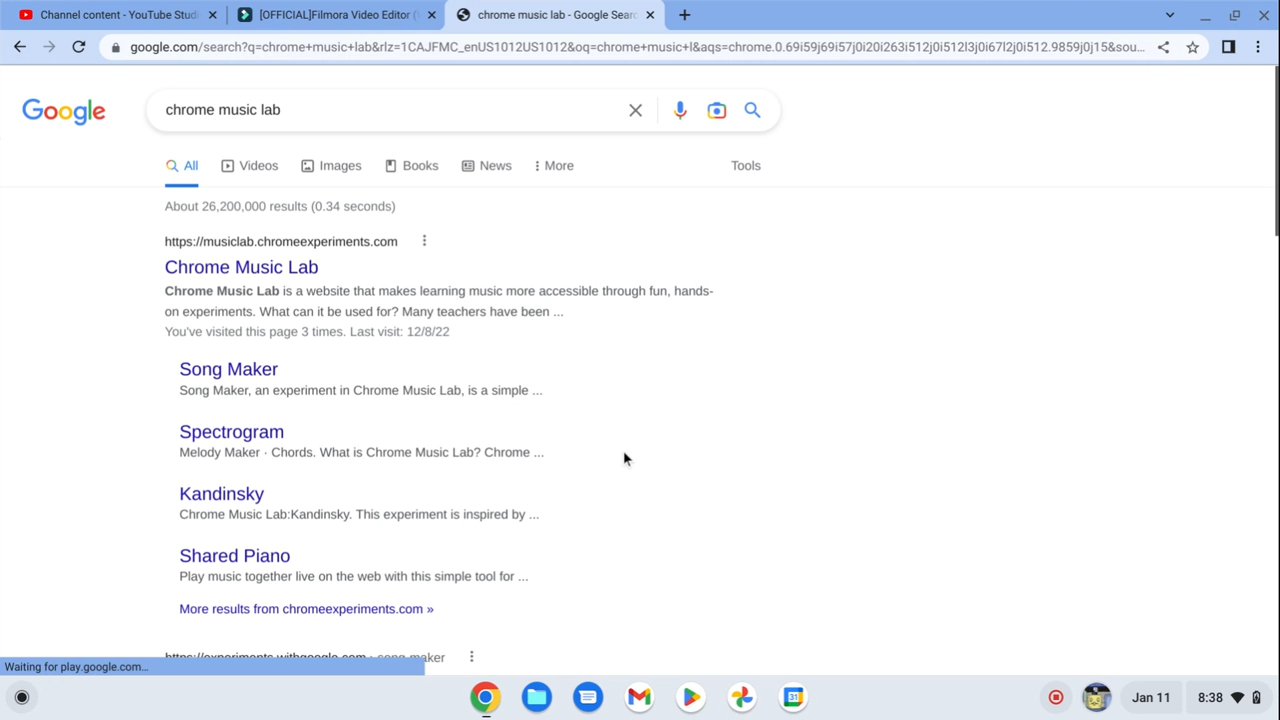 Channel content - YouTube Studi
[OFFICIAL]Filmora Video Editor (V
chrome music lab - Google Searc
google.com/search?q=chrome+music+lab&rlz=1CAJFMC_enUS1012US1012&oq=chrome+music+l&aqs=chrome.0.69i59j69i57j0i20i263i512j0i512l3j0i67l2j0i512.9859j0j15&sou...
Google
chrome music lab
All
Videos
Images
Books
News
More
Tools
About 26,200,000 results (0.34 seconds)
https://musiclab.chromeexperiments.com
Chrome Music Lab
Chrome Music Lab is a website that makes learning music more accessible through fun, hands-
on experiments. What can it be used for? Many teachers have been ...
You've visited this page 3 times. Last visit: 12/8/22
Song Maker
Song Maker, an experiment in Chrome Music Lab, is a simple ...
Spectrogram
Melody Maker · Chords. What is Chrome Music Lab? Chrome ...
Kandinsky
Chrome Music Lab:Kandinsky. This experiment is inspired by ...
Shared Piano
Play music together live on the web with this simple tool for ...
More results from chromeexperiments.com »
https://experiments.withgoogle.com › song-maker
Waiting for play.google.com...
31
Jan 11
8:38